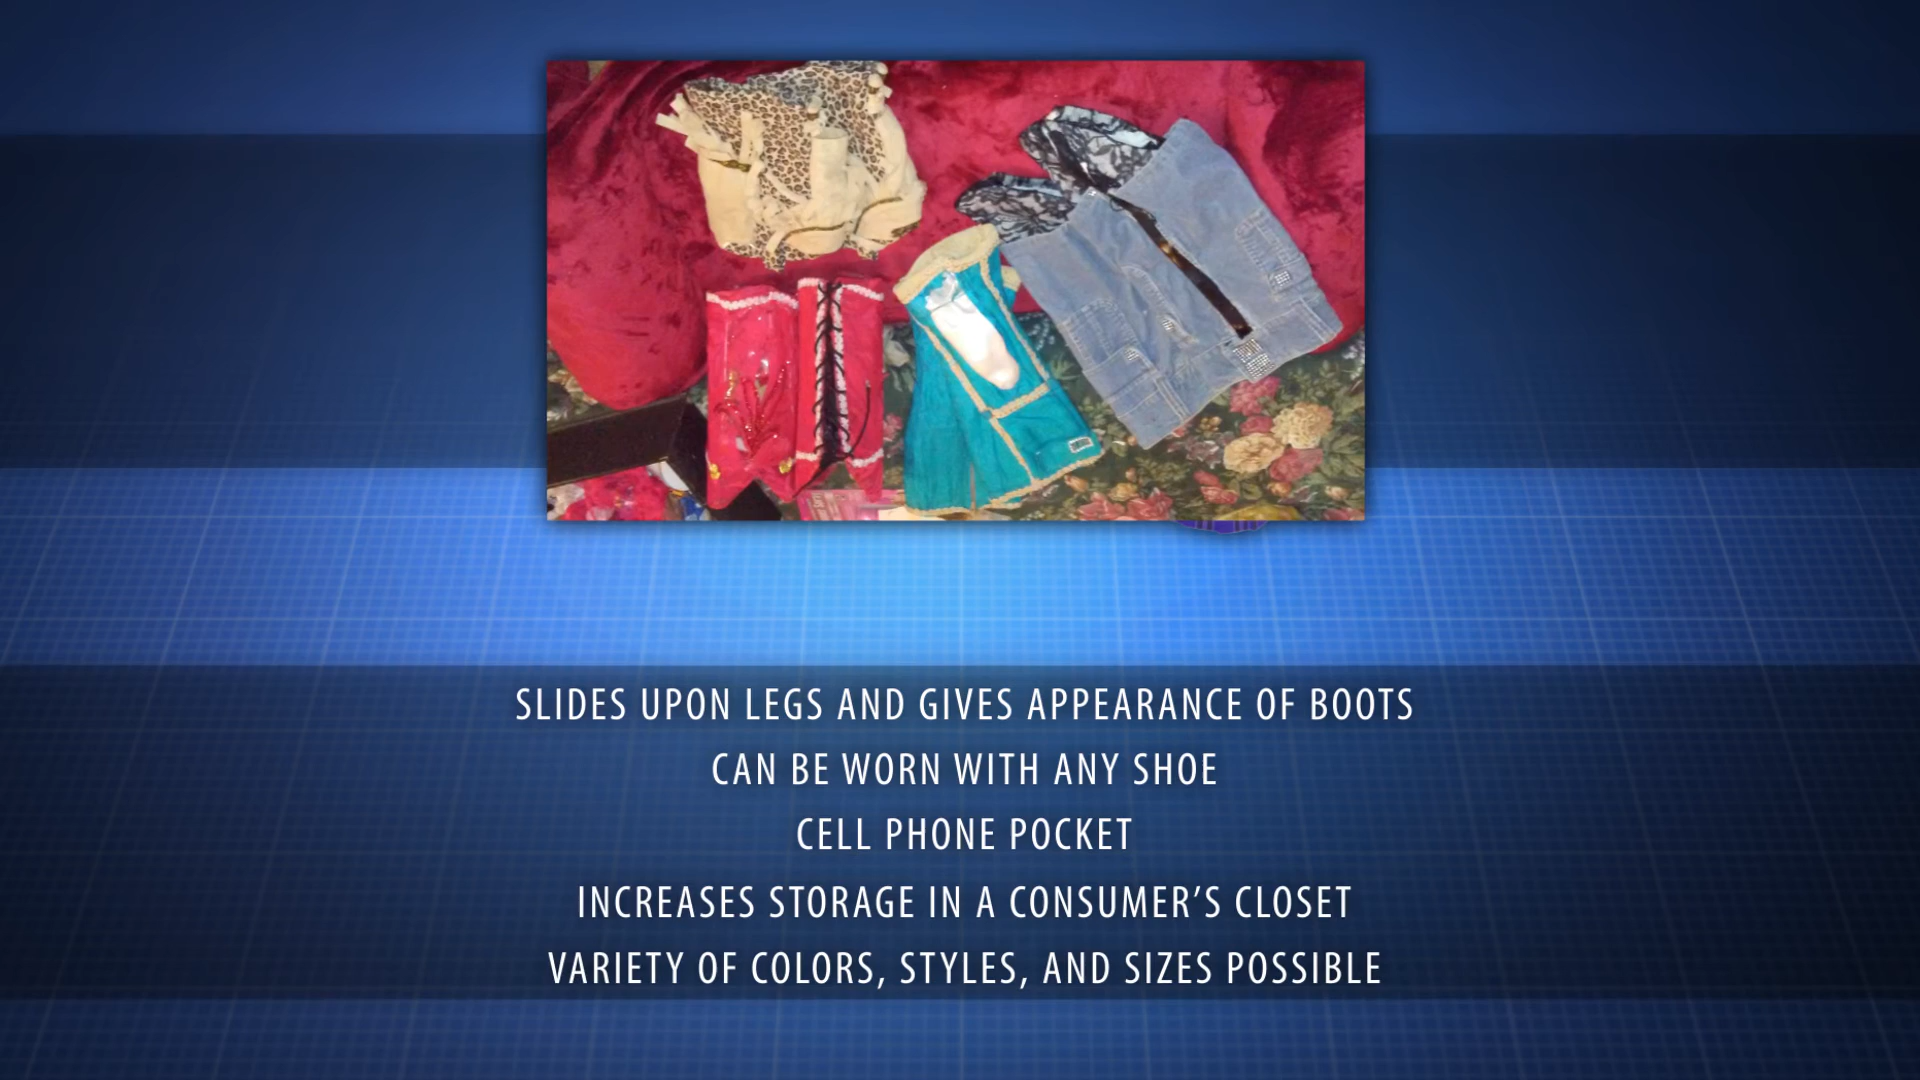 SLIDES UPON LEGS AND GIVES APPEARANCE OF BOOTS
CAN BE WORN WITH ANY SHOE
CELL PHONE POCKET
INCREASES STORAGE IN A CONSUMER’S CLOSET
VARIETY OF COLORS, STYLES, AND SIZES POSSIBLE